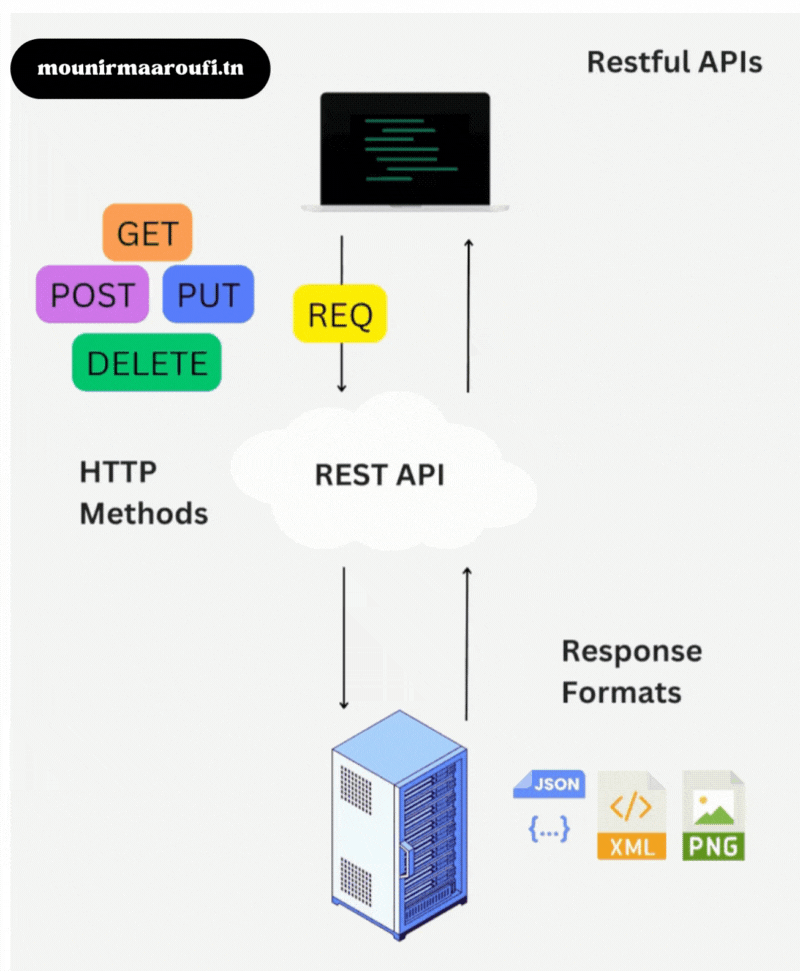 mounirmaaroufi.tn
Restful APIs
GET
POST
PUT
DELETE
REQ
HTTP
Methods
REST API
Response
Formats
JSON
{...}
</>
XML
PNG